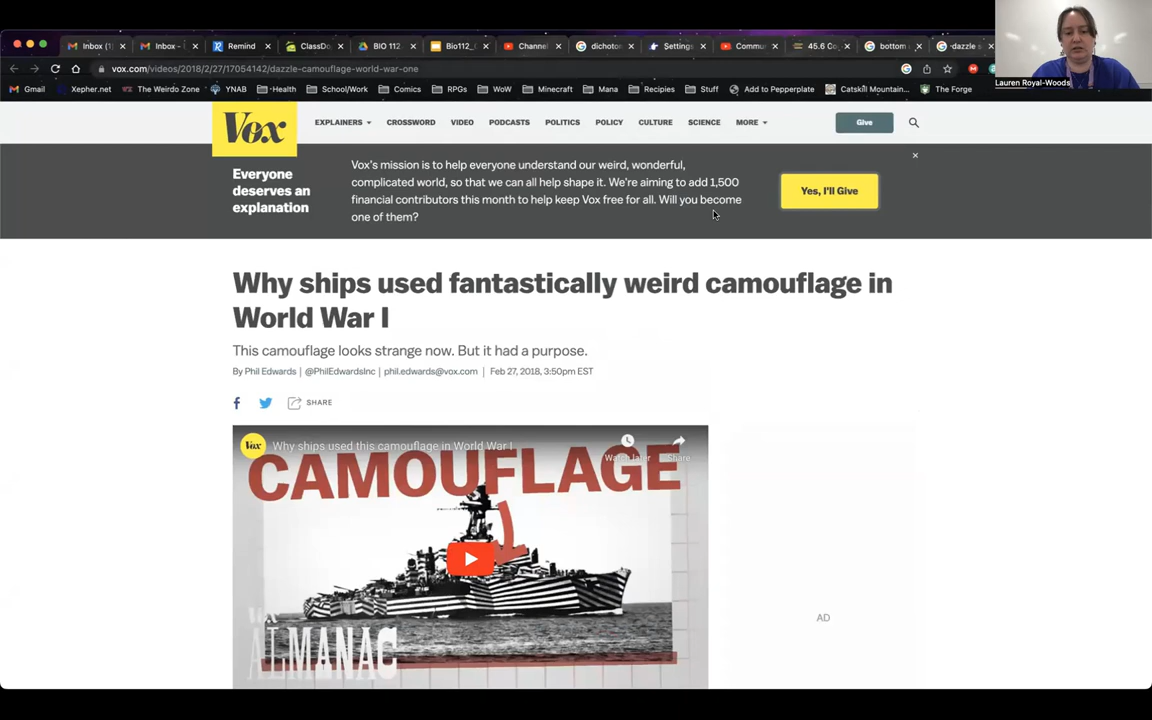 Inbox (1)
Inbox –
Remind
ClassDo
BIO 112
Bio112_
Channel
dichoton
Settings
Commu
45.6 Co
bottom
dazzle s
vox.com/videos/2018/2/27/17054142/dazzle-camouflage-world-war-one
Lauren Royal-Woods
Gmail
Xepher.net
The Weirdo Zone
YNAB
Health
School/Work
Comics
RPGs
WoW
Minecraft
Mana
Recipies
Stuff
Add to Pepperplate
Catskill Mountain...
The Forge
Vox
EXPLAINERS
CROSSWORD
VIDEO
PODCASTS
POLITICS
POLICY
CULTURE
SCIENCE
MORE
Give
Everyone
deserves an
explanation
Vox's mission is to help everyone understand our weird, wonderful,
complicated world, so that we can all help shape it. We're aiming to add 1,500
financial contributors this month to help keep Vox free for all. Will you become
one of them?
Yes, I'll Give
Why ships used fantastically weird camouflage in
World War I
This camouflage looks strange now. But it had a purpose.
By Phil Edwards | @PhilEdwardsInc | phil.edwards@vox.com | Feb 27, 2018, 3:50pm EST
SHARE
Vox
Why ships used this camouflage in World War I
Watch later
Share
CAMOUFLAGE
ALMANAC
AD